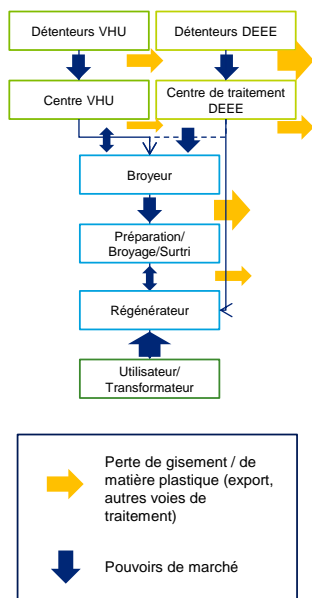 Détenteurs VHU
Détenteurs DEEE
Centre VHU
Centre de traitement
DEEE
Broyeur
Préparation/
Broyage/Surtri
Régénérateur
Utilisateur/
Transformateur
Perte de gisement / de
matière plastique (export,
autres voies de
traitement)
Pouvoirs de marché